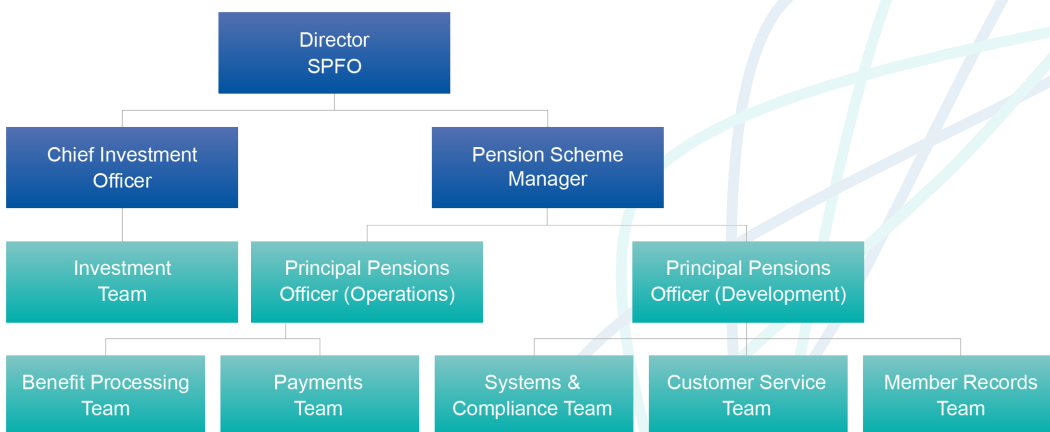 Director
SPFO
Chief Investment
Officer
Pension Scheme
Manager
Investment
Team
Principal Pensions
Officer (Operations)
Principal Pensions
Officer (Development)
Benefit Processing
Team
Payments
Team
Systems &
Compliance Team
Customer Service
Team
Member Records
Team